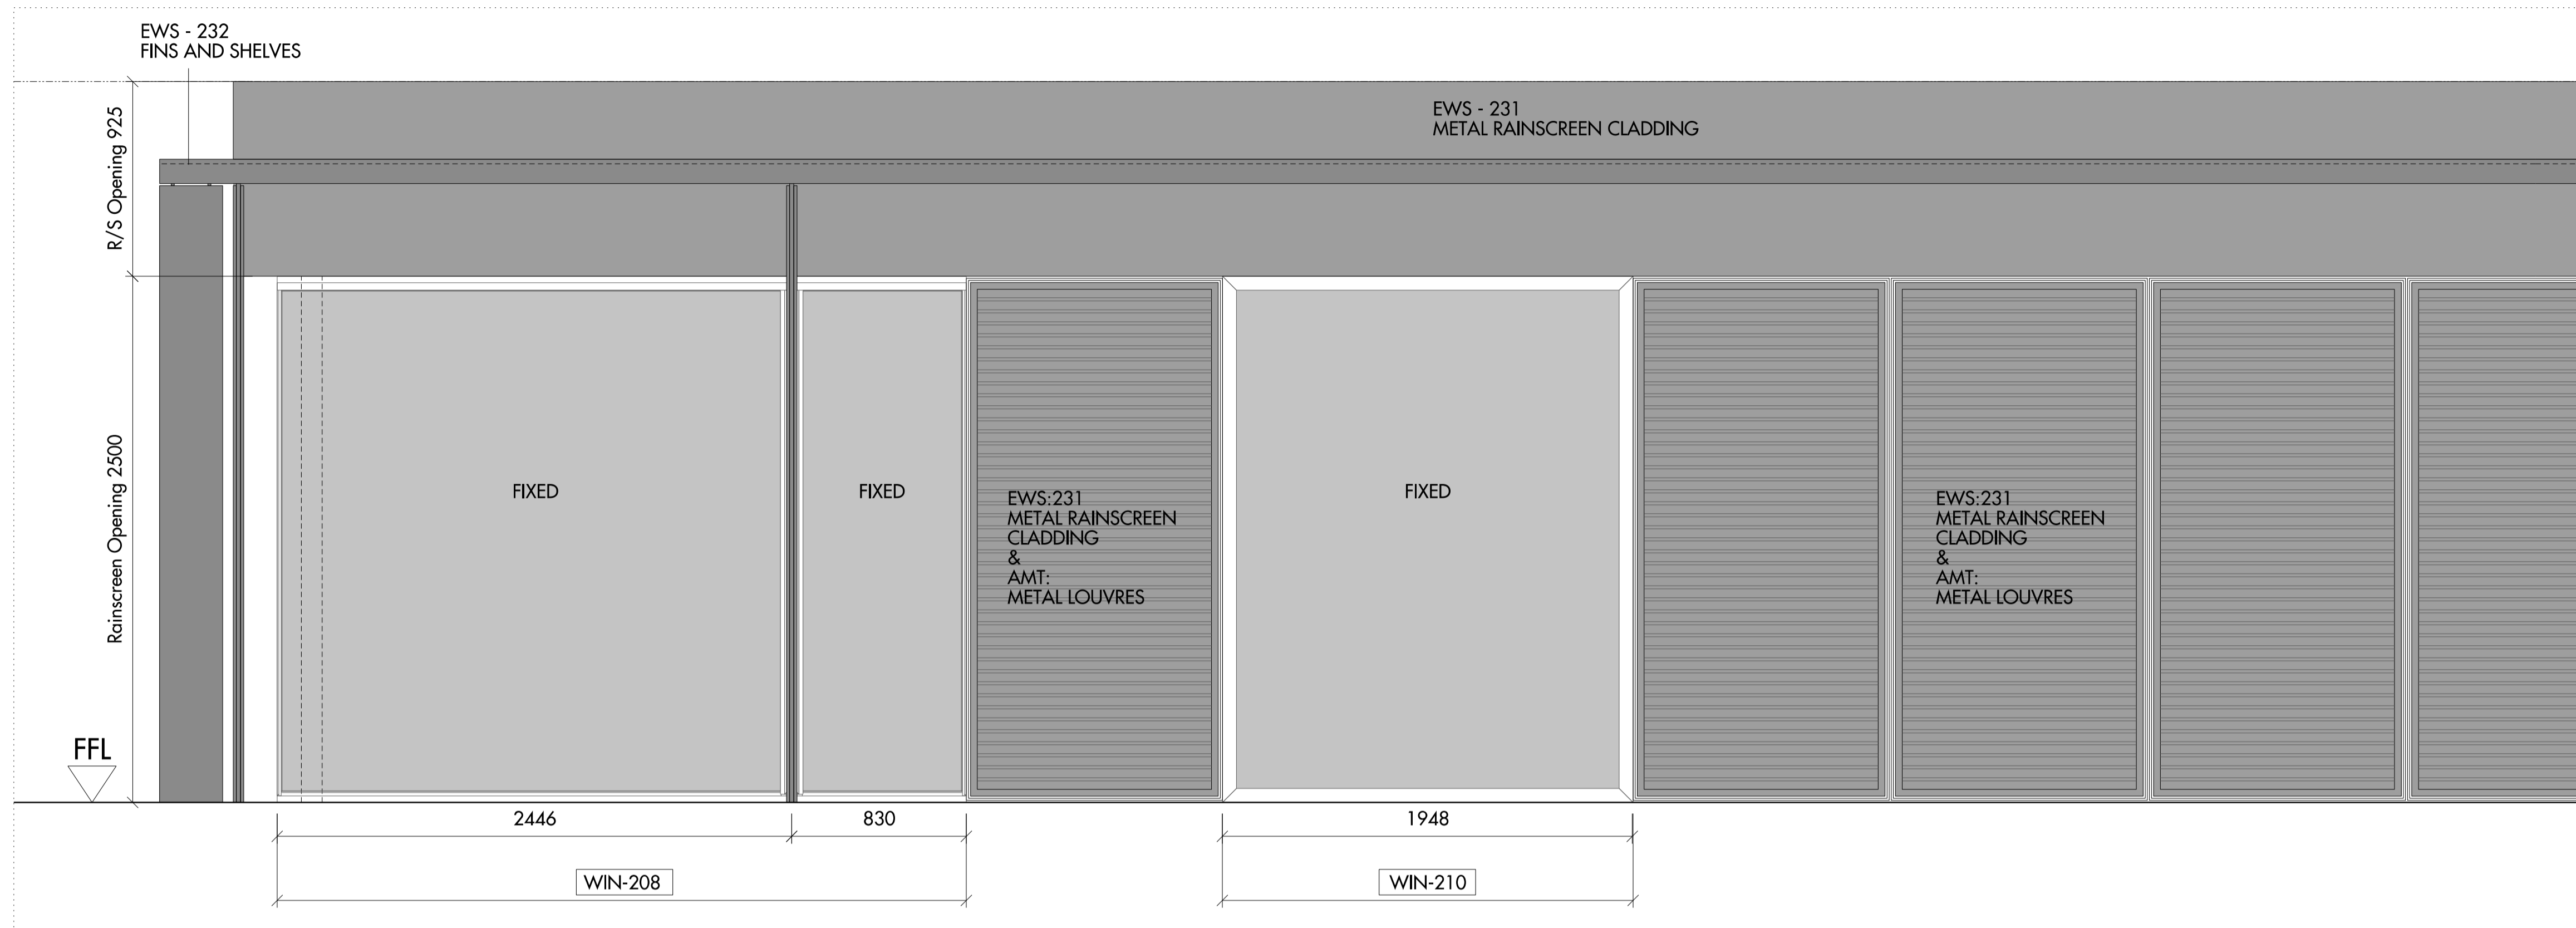 EWS - 232
FINS AND SHELVES
EWS - 231
METAL RAINSCREEN CLADDING
R/S Opening 925
Rainscreen Opening 2500
FIXED
FIXED
FIXED
EWS:231
METAL RAINSCREEN
CLADDING
&
AMT:
METAL LOUVRES
EWS:231
METAL RAINSCREEN
CLADDING
&
AMT:
METAL LOUVRES
FFL
2446
830
1948
WIN-208
WIN-210